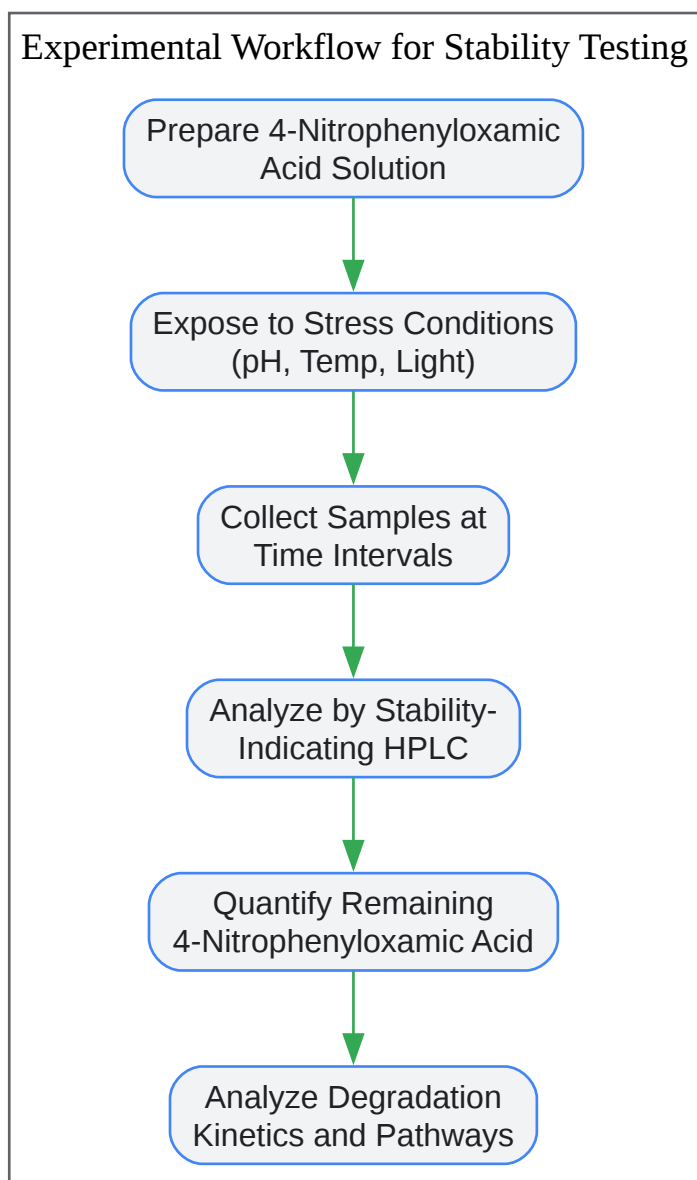 Experimental Workflow for Stability Testing
Prepare 4-Nitrophenyloxamic
Acid Solution
Expose to Stress Conditions
(pH, Temp, Light)
Collect Samples at
Time Intervals
Analyze by Stability-
Indicating HPLC
Quantify Remaining
4-Nitrophenyloxamic Acid
Analyze Degradation
Kinetics and Pathways